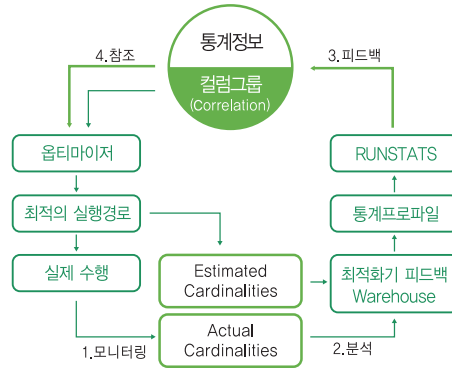 통계정보
컬럼그룹
(Correlation)
4.참조
3.피드백
옵티마이저
RUNSTATS
최적의 실행경로
통계프로파일
실제 수행
Estimated
Cardinalities
최적화기 피드백
Warehouse
Actual
Cardinalities
1.모니터링
2.분석